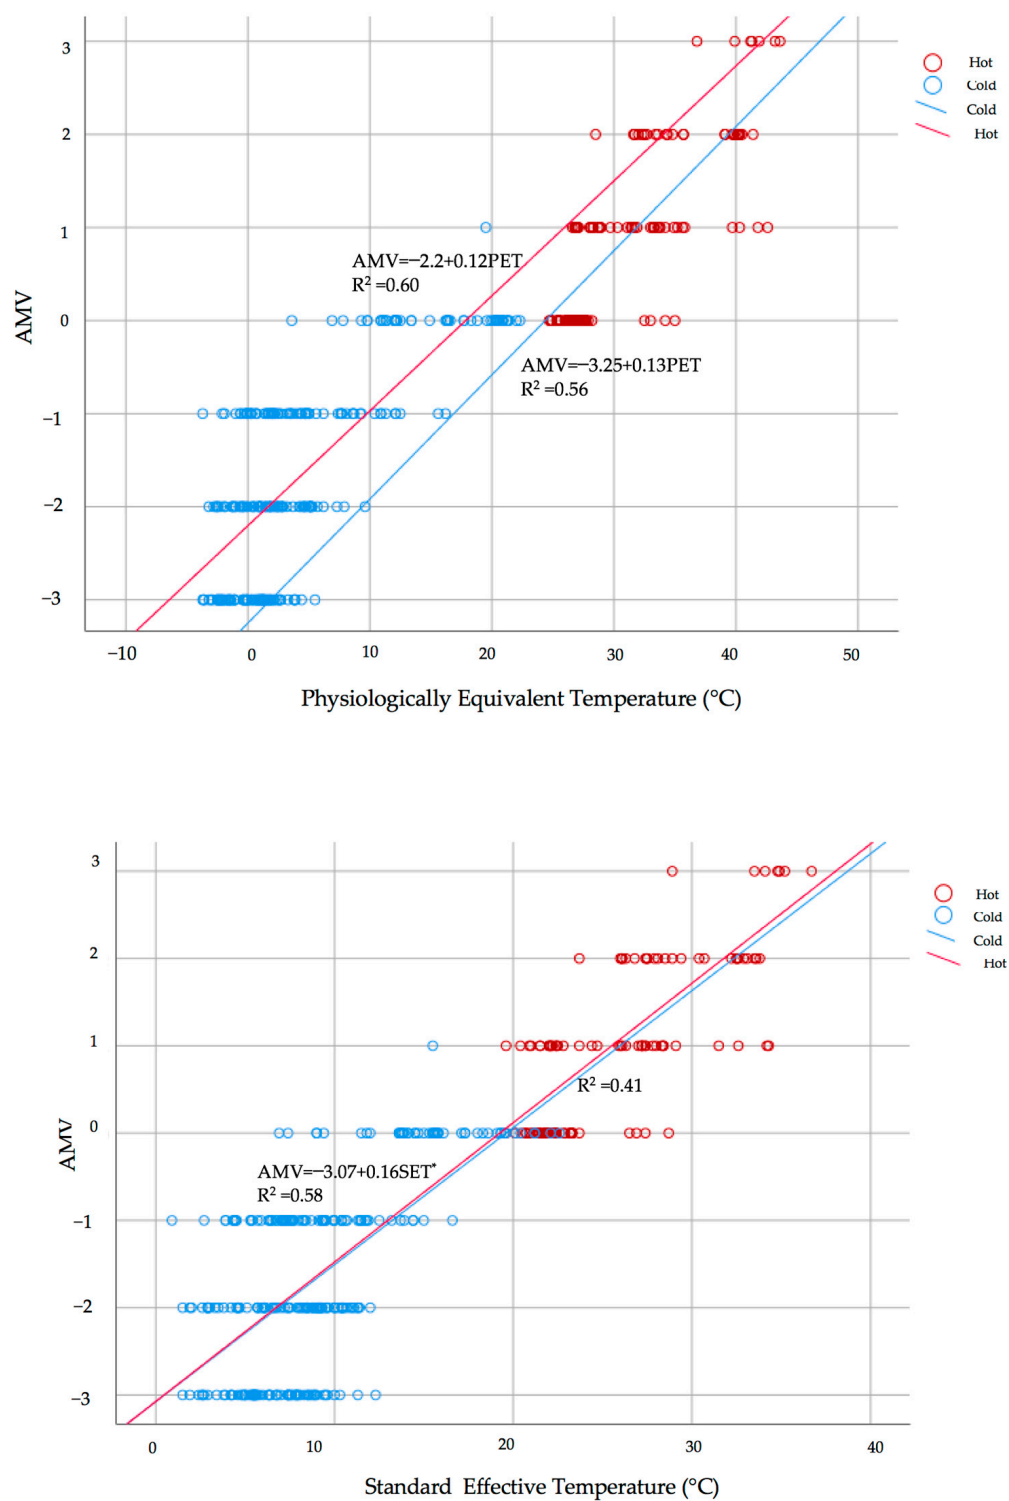 3
2
1
0
−1
−2
−3
AMV
AMV=−2.2+0.12PET
R² =0.60
AMV=−3.25+0.13PET
R² =0.56
Hot
Cold
Cold
Hot
−10 0 10 20 30 40 50
Physiologically Equivalent Temperature (°C)
3
2
1
0
−1
−2
−3
AMV
R² =0.41
AMV=−3.07+0.16SET*
R² =0.58
Hot
Cold
Cold
Hot
0 10 20 30 40
Standard Effective Temperature (°C)